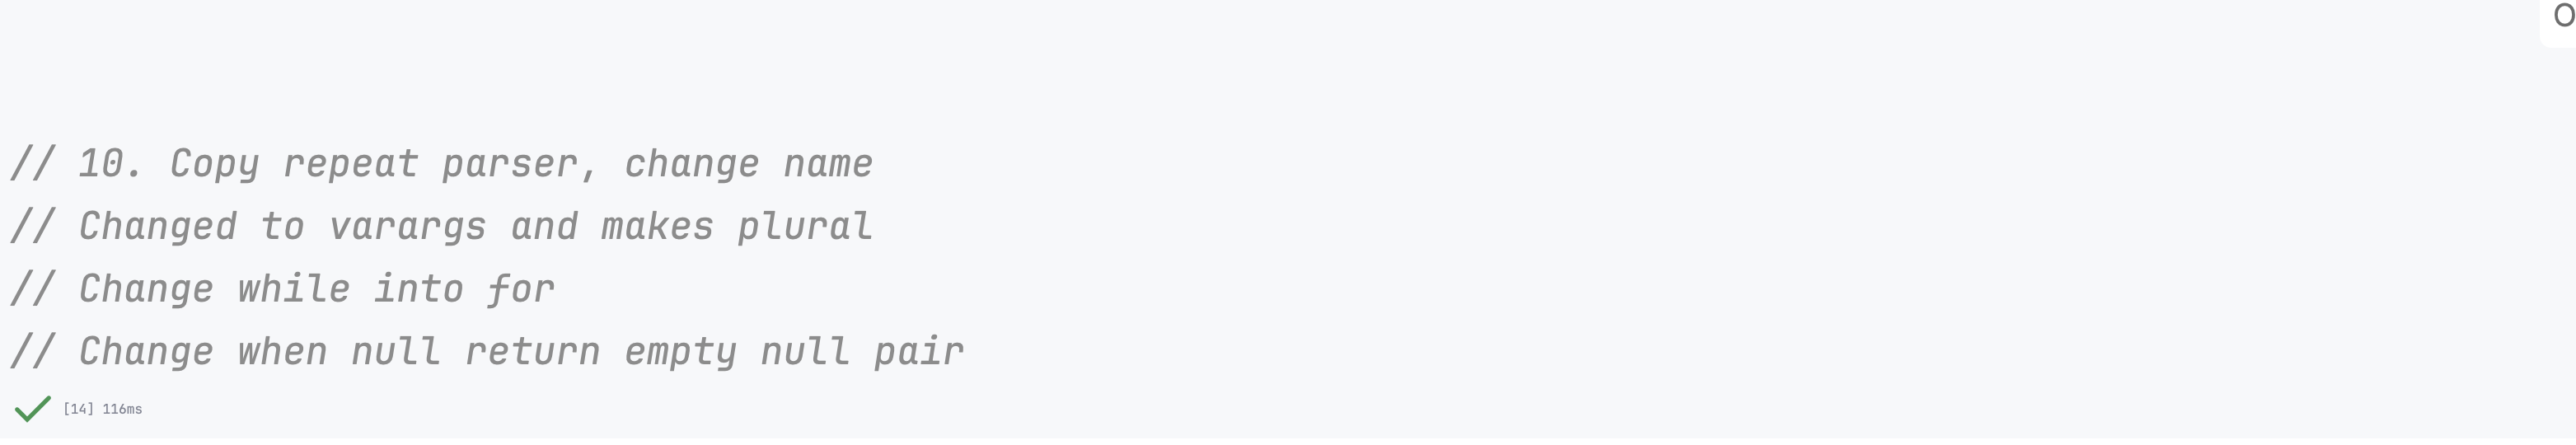 // 10. Copy repeat parser, change name
// Changed to varargs and makes plural
// Change while into for
// Change when null return empty null pair
[14] 116ms